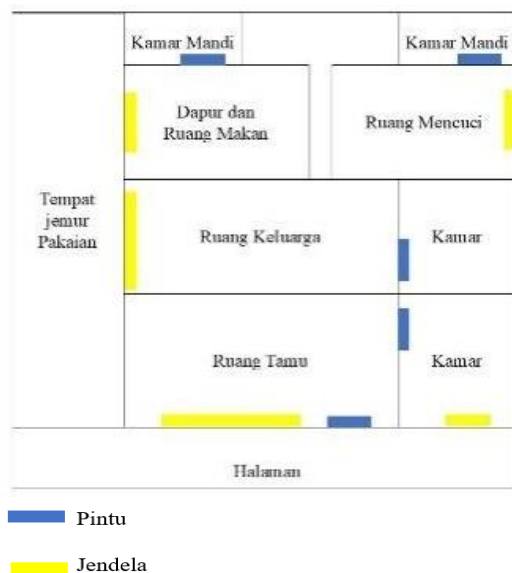 Kamar Mandi
Kamar Mandi
Dapur dan
Ruang Makan
Ruang Mencuci
Tempat
jemur
Pakaian
Ruang Keluarga
Kamar
Ruang Tamu
Kamar
Halaman
Pintu
Jendela